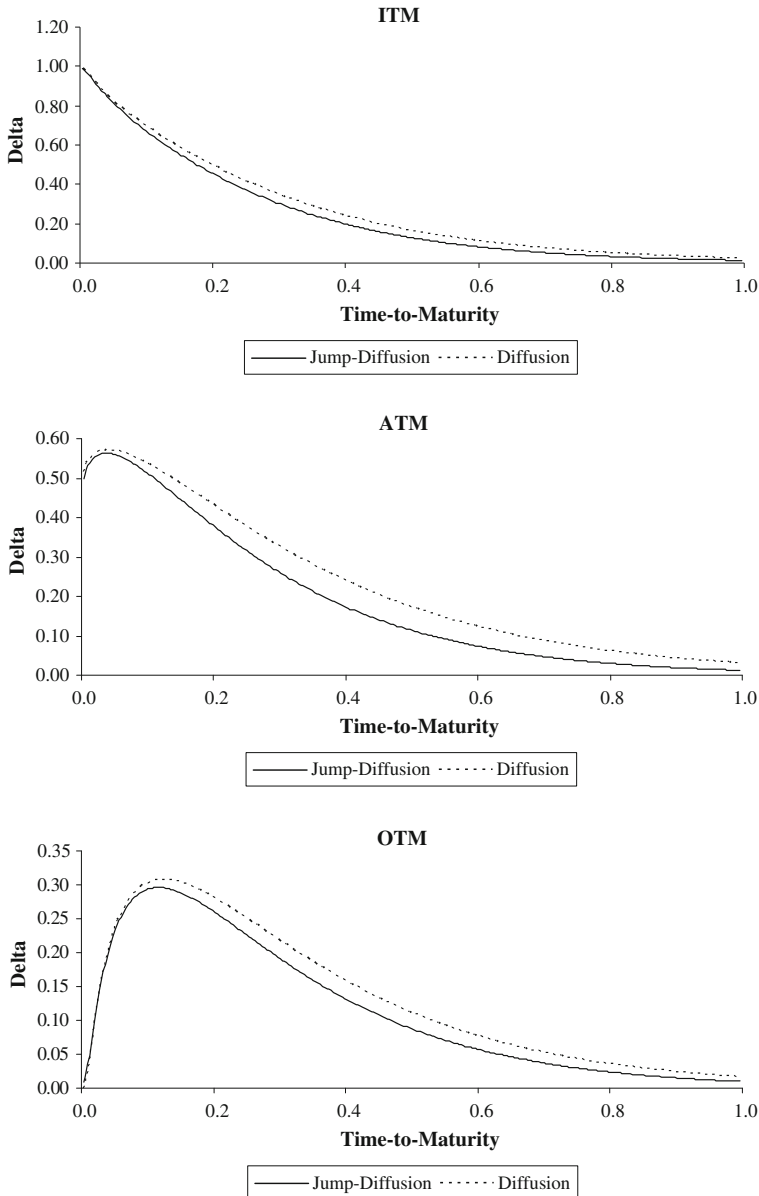 ITM
1.20
1.00
0.80
0.60
0.40
0.20
0.00
Delta
0.0 0.2 0.4 0.6 0.8 1.0
Time-to-Maturity
Jump-Diffusion Diffusion
ATM
0.60
0.50
0.40
0.30
0.20
0.10
0.00
Delta
0.0 0.2 0.4 0.6 0.8 1.0
Time-to-Maturity
Jump-Diffusion Diffusion
OTM
0.35
0.30
0.25
0.20
0.15
0.10
0.05
0.00
Delta
0.0 0.2 0.4 0.6 0.8 1.0
Time-to-Maturity
Jump-Diffusion Diffusion